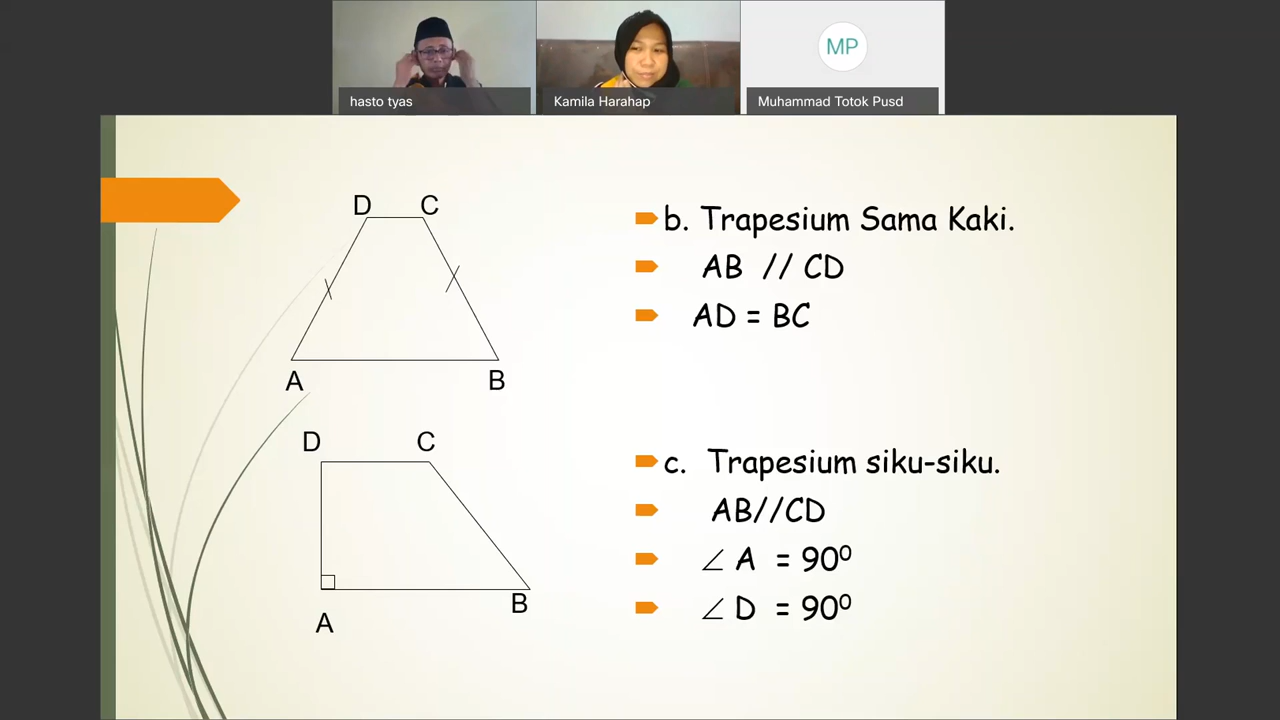 hasto tyas
Kamila Harahap
MP
Muhammad Totok Pusd
D C
b. Trapesium Sama Kaki.
AB // CD
AD = BC
A B
D C
c. Trapesium siku-siku.
AB//CD
∠ A = 90⁰
∠ D = 90⁰
B
A